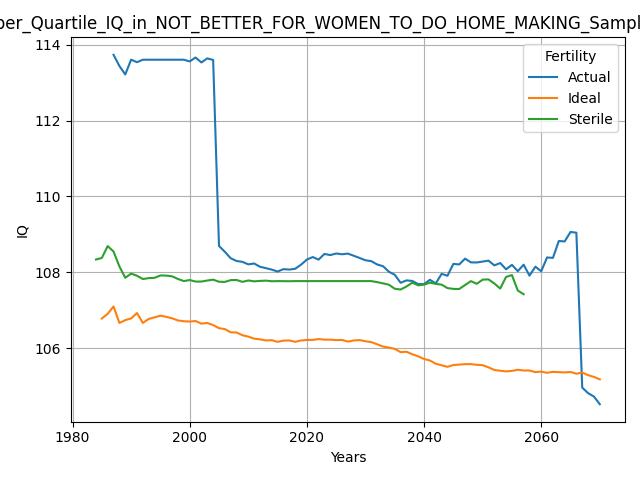 per_Quartile_IQ_in_NOT_BETTER_FOR_WOMEN_TO_DO_HOME_MAKING_Sampl
Fertility
Actual
Ideal
Sterile
114
112
110
108
106
IQ
1980
2000
2020
2040
2060
Years